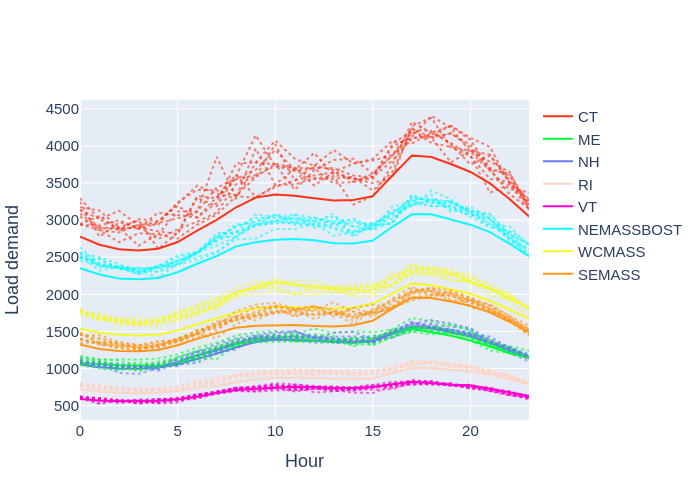 4500
4000
3500
3000
2500
2000
1500
1000
500
0
5
10
15
20
Hour
Load demand
CT
ME
NH
RI
VT
NEMASSBOST
WCMASS
SEMASS